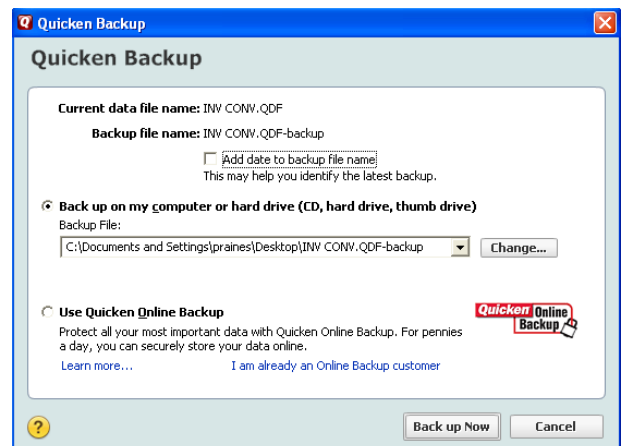 Quicken Backup
Quicken Backup
Current data file name: INV CONV.QDF
Backup file name: INV CONV.QDF-backup
Add date to backup file name
This may help you identify the latest backup.
Back up on my computer or hard drive (CD, hard drive, thumb drive)
Backup File:
C:\Documents and Settings\praines\Desktop\INV CONV.QDF-backup
Change...
Use Quicken Online Backup
Protect all your most important data with Quicken Online Backup. For pennies
a day, you can securely store your data online.
Learn more...
I am already an Online Backup customer
Quicken Online
Backup
?
Back up Now
Cancel